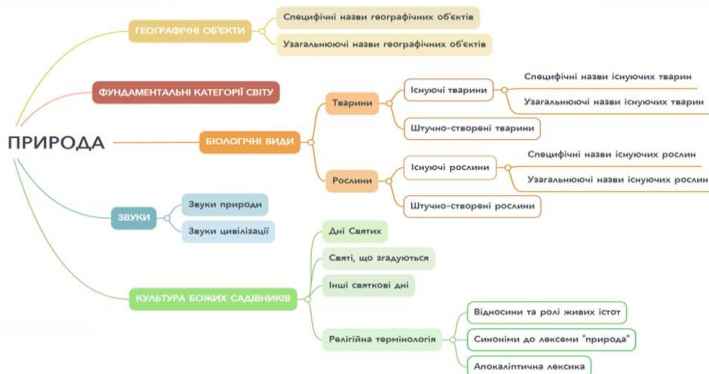 ПРИРОДА
ГЕОГРАФІЧНІ ОБ'ЄКТИ
Специфічні назви географічних об'єктів
Узагальнюючі назви географічних об'єктів
ФУНДАМЕНТАЛЬНІ КАТЕГОРІЇ СВІТУ
БІОЛОГІЧНІ ВИДИ
Тварини
Існуючі тварини
Специфічні назви існуючих тварин
Узагальнюючі назви існуючих тварин
Штучно-створені тварини
Рослини
Існуючі рослини
Специфічні назви існуючих рослин
Узагальнюючі назви існуючих рослин
Штучно-створені рослини
ЗВУКИ
Звуки природи
Звуки цивілізації
КУЛЬТУРА БОЖИХ САДІВНИКІВ
Дні Святих
Святі, що згадуються
Інші святкові дні
Релігійна термінологія
Відносини та ролі живих істот
Синоніми до лексеми "природа"
Апокаліптична лексика